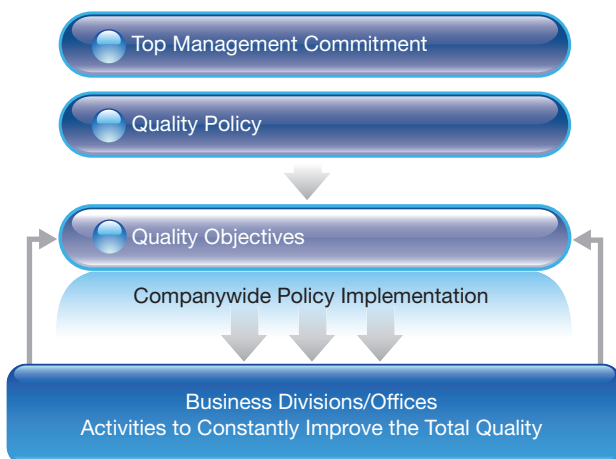 Top Management Commitment
Quality Policy
Quality Objectives
Companywide Policy Implementation
Business Divisions/Offices
Activities to Constantly Improve the Total Quality